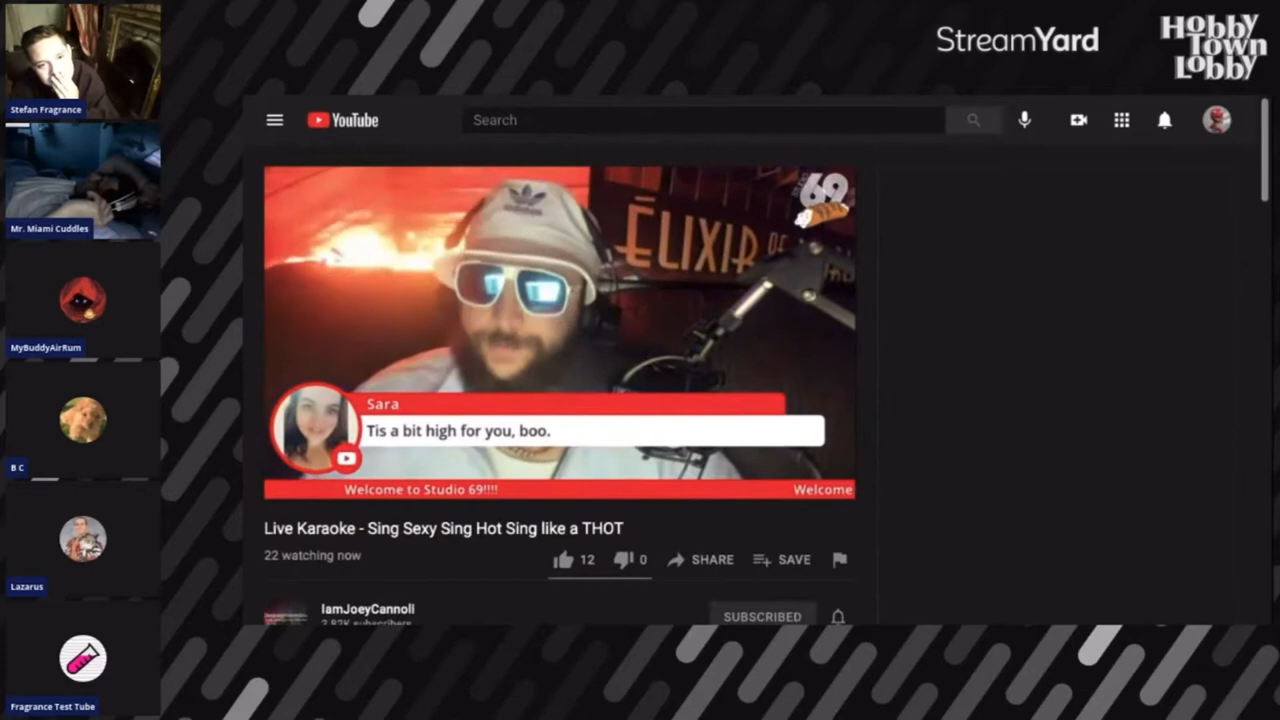 StreamYard
Hobby
Town
Lobby
Stefan Fragrance
Mr. Miami Cuddles
MyBuddyAirRum
B C
Lazarus
Fragrance Test Tube
YouTube
Search
69
ĒLIXIR DE
Sara
Tis a bit high for you, boo.
Welcome to Studio 69!!!! Welcome
Live Karaoke - Sing Sexy Sing Hot Sing like a THOT
22 watching now
12 0 SHARE SAVE
IamJoeyCannoli
SUBSCRIBED